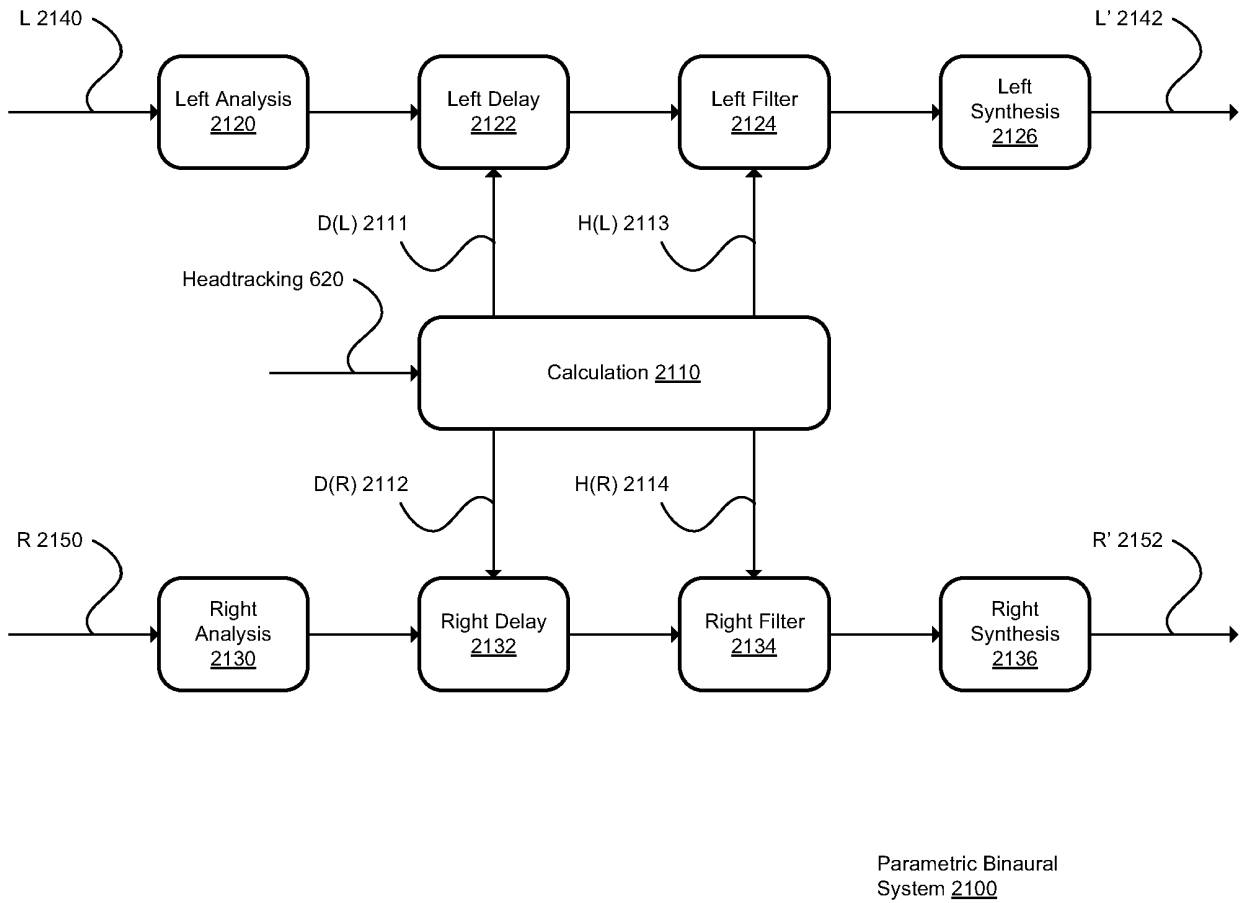 L 2140
L’ 2142
Left Analysis
2120
Left Delay
2122
Left Filter
2124
Left
Synthesis
2126
D(L) 2111
H(L) 2113
Headtracking 620
Calculation 2110
D(R) 2112
H(R) 2114
R 2150
R’ 2152
Right
Analysis
2130
Right Delay
2132
Right Filter
2134
Right
Synthesis
2136
Parametric Binaural
System 2100